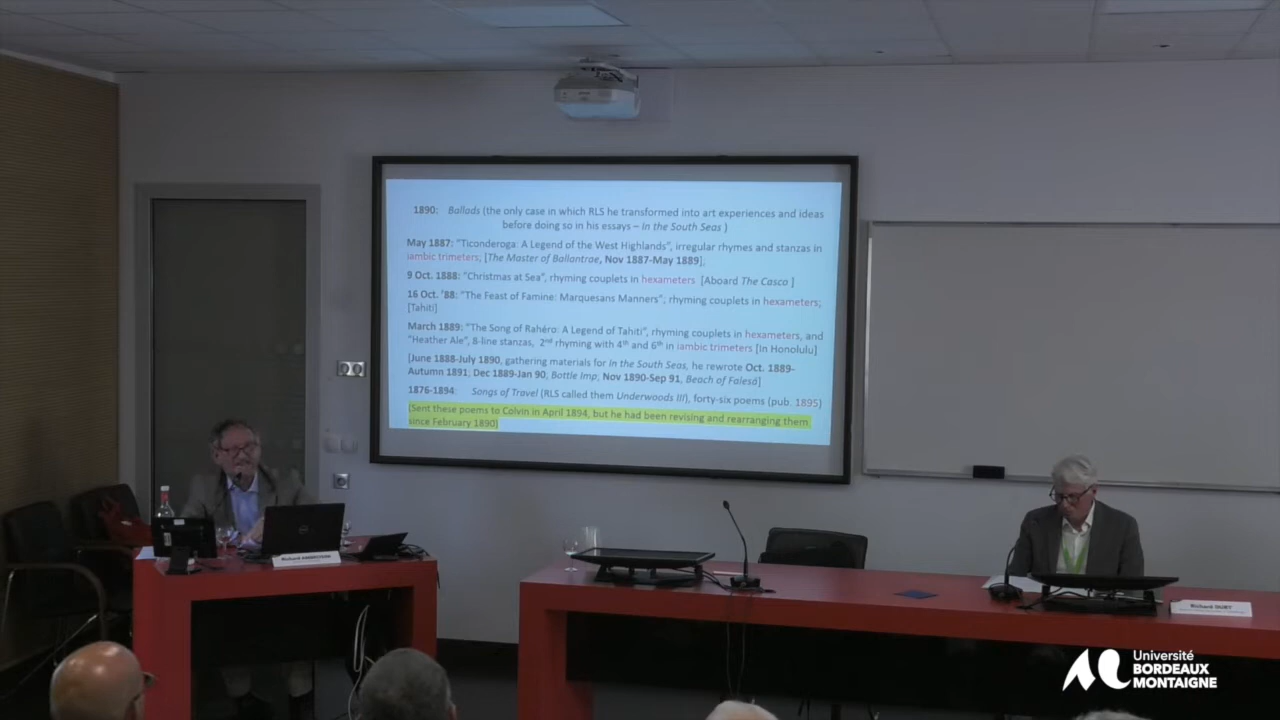 1890: Ballads (the only case in which RLS he transformed into art experiences and ideas
before doing so in his essays – In the South Seas )
May 1887: "Ticonderoga: A Legend of the West Highlands", irregular rhymes and stanzas in
iambic trimeters; [The Master of Ballantrae, Nov 1887-May 1889];
9 Oct. 1888: "Christmas at Sea", rhyming couplets in hexameters [Aboard The Casco ]
16 Oct. '88: "The Feast of Famine: Marquesans Manners", rhyming couplets in hexameters;
[Tahiti]
March 1889: "The Song of Rahéro: A Legend of Tahiti", rhyming couplets in hexameters, and
"Heather Ale", 8-line stanzas, 2nd rhyming with 4th and 6th in iambic trimeters [in Honolulu]
[June 1888-July 1890, gathering materials for In the South Seas, he rewrote Oct. 1889-
Autumn 1891; Dec 1889-Jan 90, Bottle Imp; Nov 1890-Sep 91, Beach of Falesà]
1876-1894: Songs of Travel (RLS called them Underwoods III), forty-six poems (pub. 1895)
[Sent these poems to Colvin in April 1894, but he had been revising and rearranging them
since February 1890]
Richard
Richard
Université
BORDEAUX
MONTAIGNE